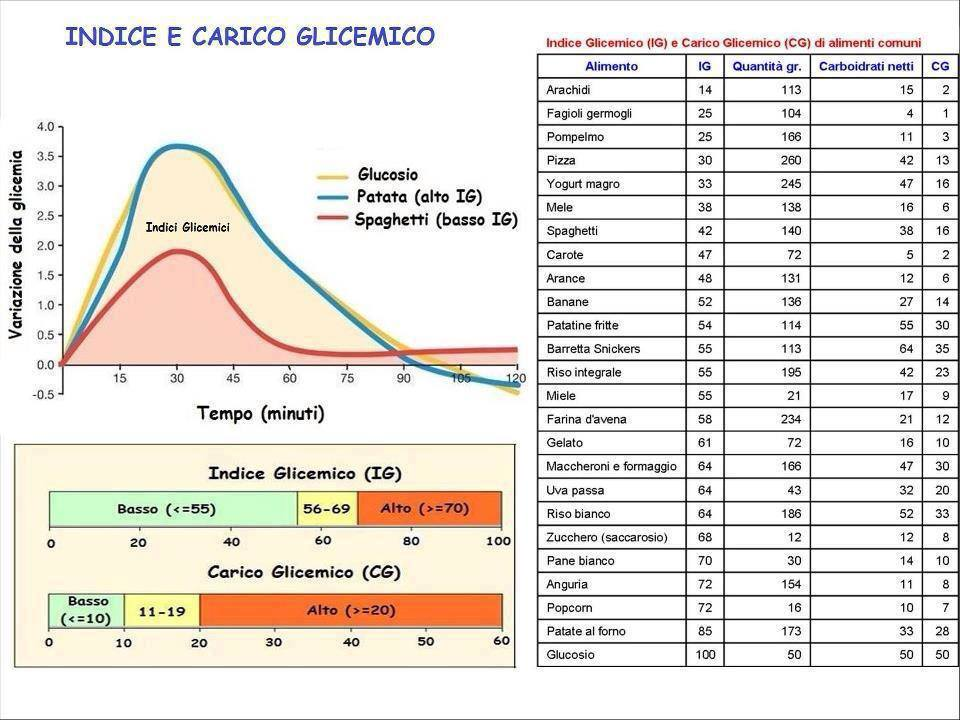 INDICE E CARICO GLICEMICO
Variazione della glicemia
4.0
3.5
3.0
2.5
2.0
1.5
1.0
0.5
0.0
-0.5
Glucosio
Patata (alto IG)
Spaghetti (basso IG)
Indici Glicemici
15 30 45 60 75 90 105 120
Tempo (minuti)
Indice Glicemico (IG)
Basso (<=55) 56-69 Alto (>=70)
0 20 40 60 80 100
Carico Glicemico (CG)
Basso
(<=10) 11-19 Alto (>=20)
0 10 20 30 40 50 60
Indice Glicemico (IG) e Carico Glicemico (CG) di alimenti comuni
Alimento IG Quantità gr. Carboidrati netti CG
Arachidi 14 113 15 2
Fagioli germogli 25 104 4 1
Pompelmo 25 166 11 3
Pizza 30 260 42 13
Yogurt magro 33 245 47 16
Mele 38 138 16 6
Spaghetti 42 140 38 16
Carote 47 72 5 2
Arance 48 131 12 6
Banane 52 136 27 14
Patatine fritte 54 114 55 30
Barretta Snickers 55 113 64 35
Riso integrale 55 195 42 23
Miele 55 21 17 9
Farina d'avena 58 234 21 12
Gelato 61 72 16 10
Maccheroni e formaggio 64 166 47 30
Uva passa 64 43 32 20
Riso bianco 64 186 52 33
Zucchero (saccarosio) 68 12 12 8
Pane bianco 70 30 14 10
Anguria 72 154 11 8
Popcorn 72 16 10 7
Patate al forno 85 173 33 28
Glucosio 100 50 50 50